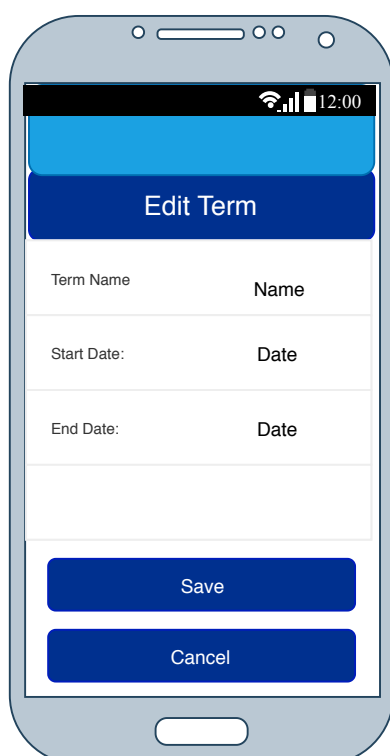 12:00
Edit Term
Term Name
Name
Start Date:
Date
End Date:
Date
Save
Cancel